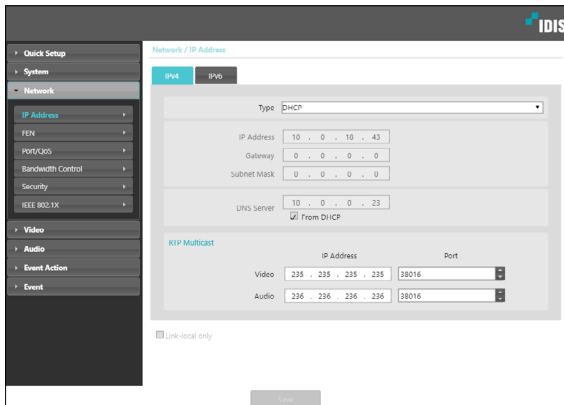 IDIS
Quick Setup
System
Network
IP Address
FEN
Port/QoS
Bandwidth Control
Security
IEEE 802.1X
Video
Audio
Event Action
Event
Network / IP Address
IPv4 IPv6
Type DHCP
IP Address 10 . 0 . 10 . 43
Gateway 0 . 0 . 0 . 0
Subnet Mask 0 . 0 . 0 . 0
DNS Server 10 . 0 . 0 . 23
From DHCP
RTP Multicast
IP Address Port
Video 235 . 235 . 235 . 235 38016
Audio 236 . 236 . 236 . 236 38016
Link-local only
Save